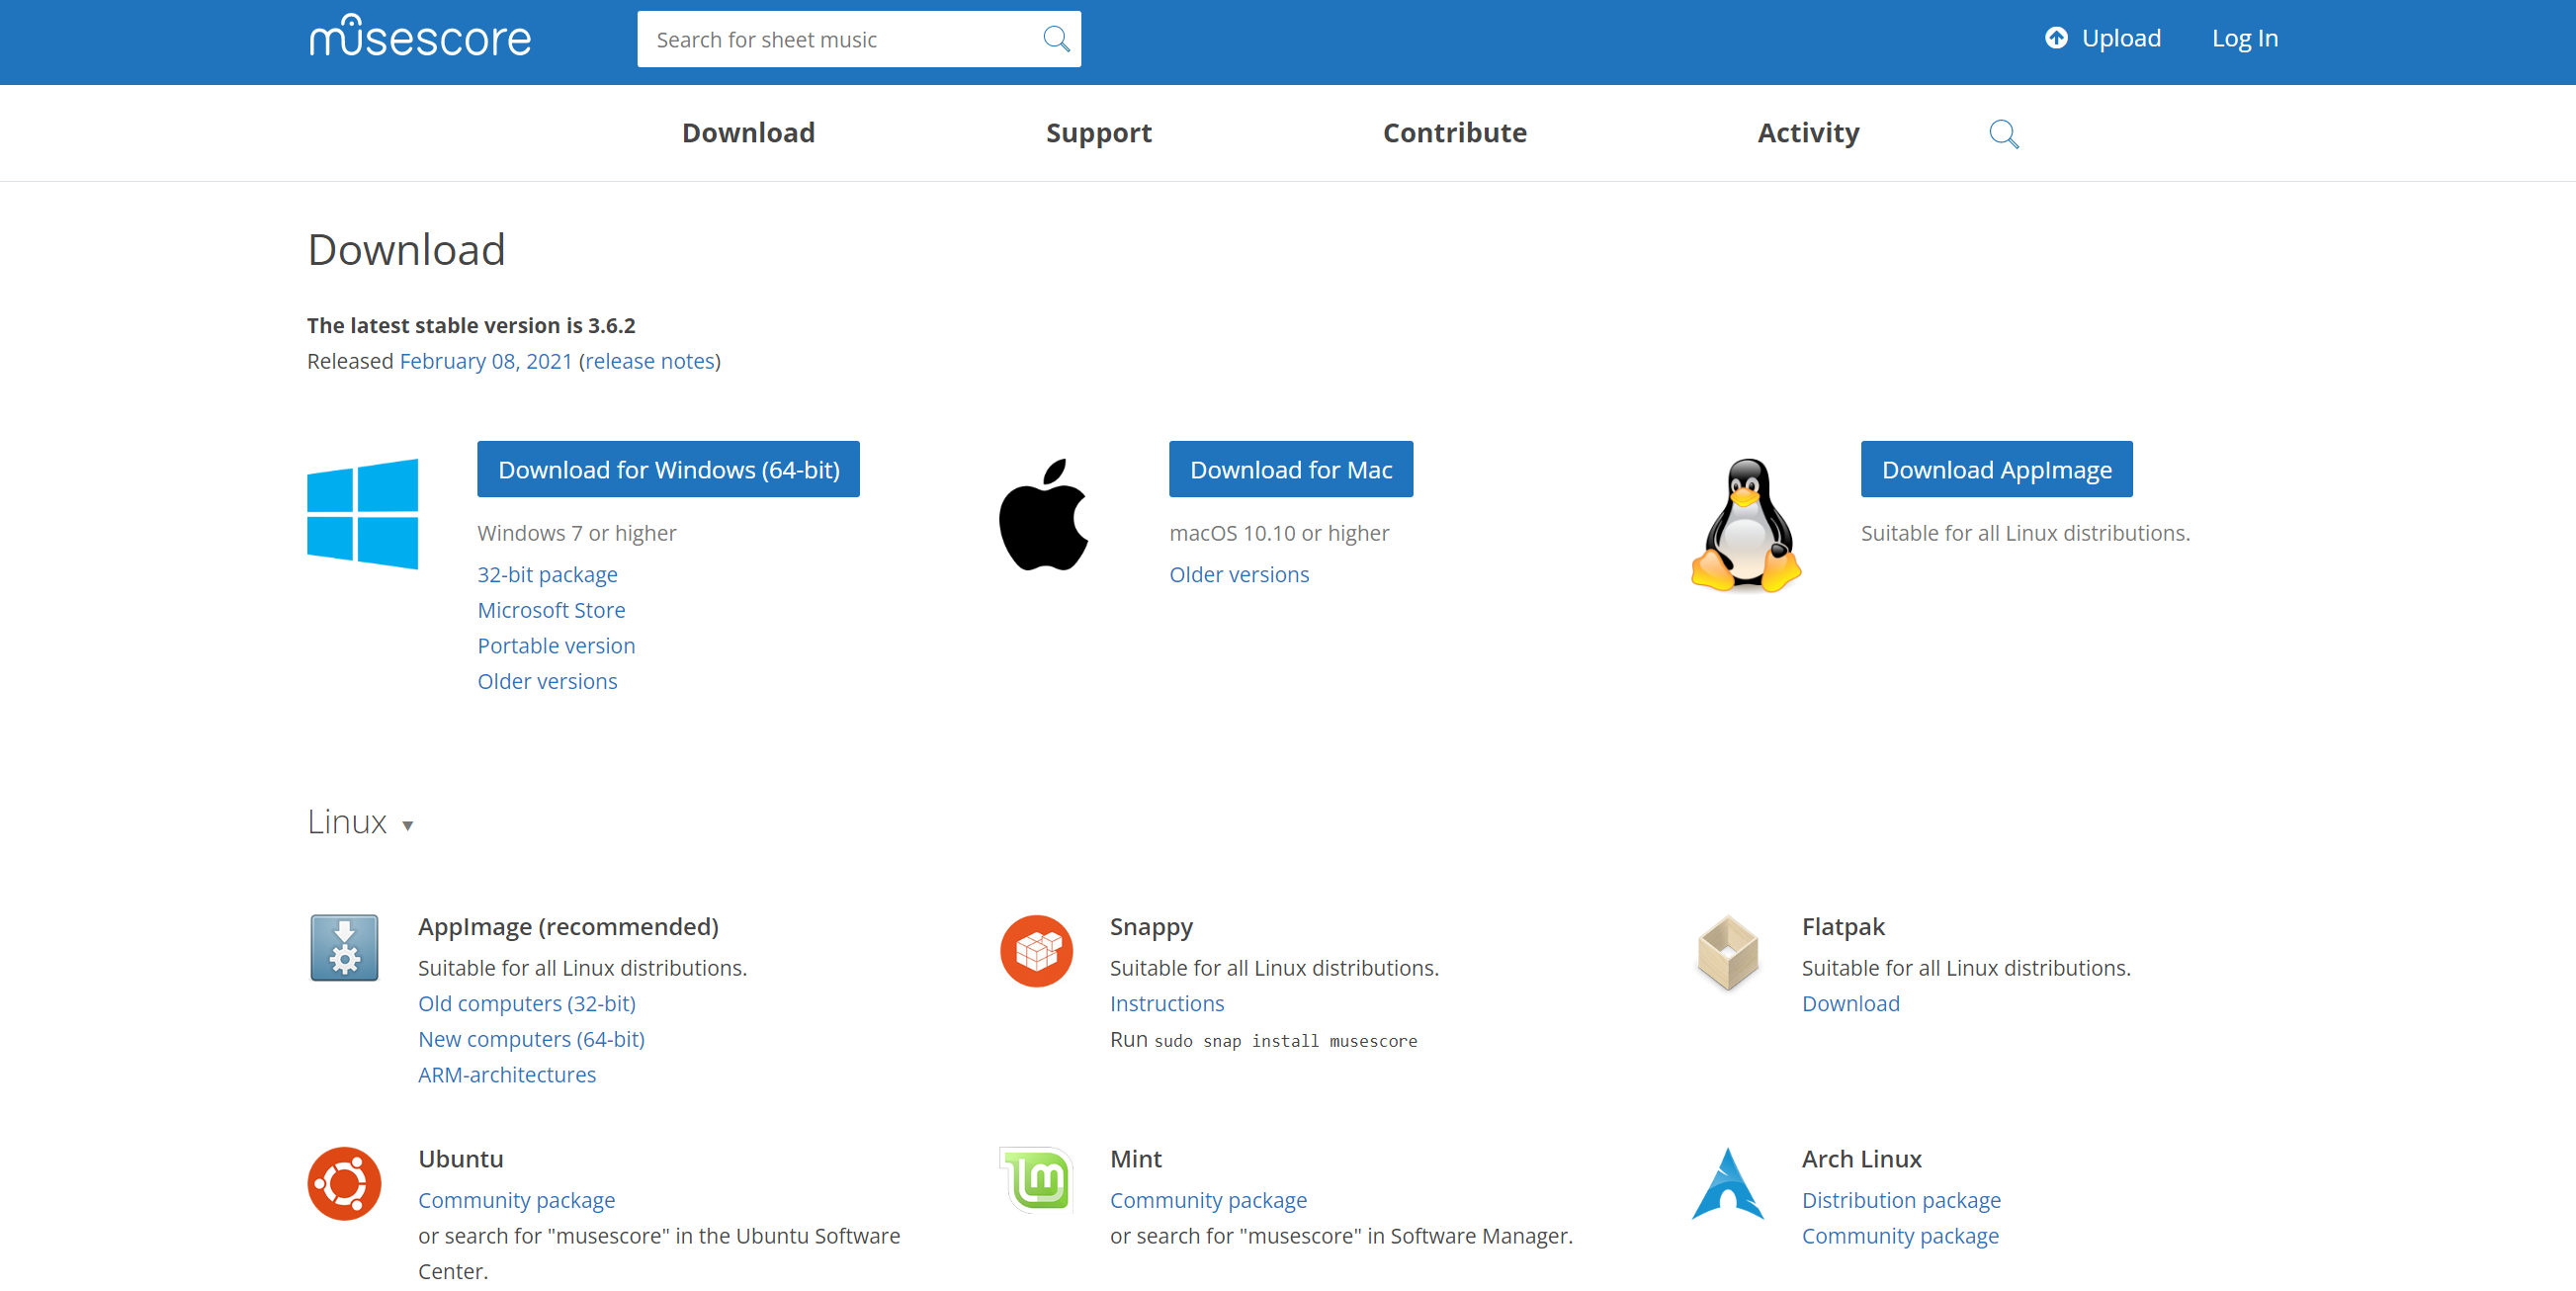 musescore
Search for sheet music
Upload
Log In
Download
Support
Contribute
Activity
Download
The latest stable version is 3.6.2
Released February 08, 2021 (release notes)
Download for Windows (64-bit)
Windows 7 or higher
32-bit package
Microsoft Store
Portable version
Older versions
Download for Mac
macOS 10.10 or higher
Older versions
Download AppImage
Suitable for all Linux distributions.
Linux ▼
AppImage (recommended)
Suitable for all Linux distributions.
Old computers (32-bit)
New computers (64-bit)
ARM-architectures
Snappy
Suitable for all Linux distributions.
Instructions
Run sudo snap install musescore
Flatpak
Suitable for all Linux distributions.
Download
Ubuntu
Community package
or search for "musescore" in the Ubuntu Software
Center.
Mint
Community package
or search for "musescore" in Software Manager.
Arch Linux
Distribution package
Community package